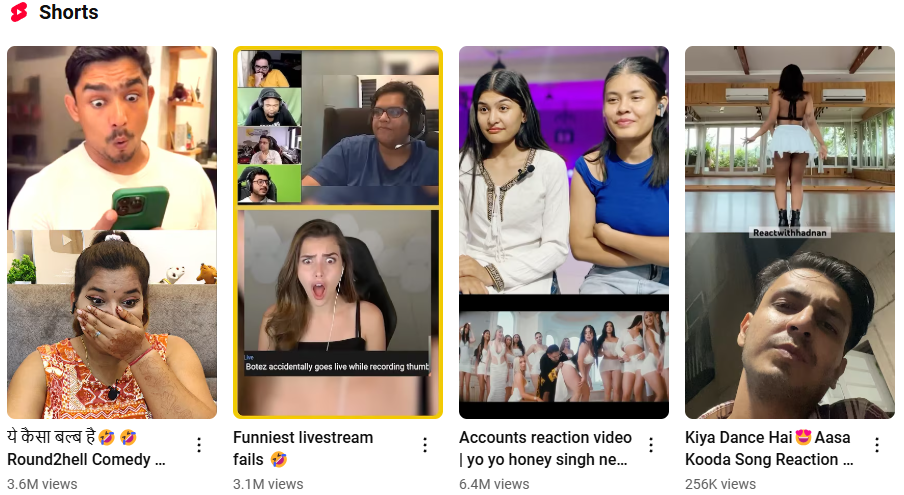 Shorts
Live
Botez accidentally goes live while recording thumb
Reactwithhadnan
ये कैसा बल्ब है🤣 🤣
Round2hell Comedy ...
3.6M views
Funniest livestream
fails 🤣
3.1M views
Accounts reaction video
| yo yo honey singh ne...
6.4M views
Kiya Dance Hai😍Aasa
Kooda Song Reaction ...
256K views